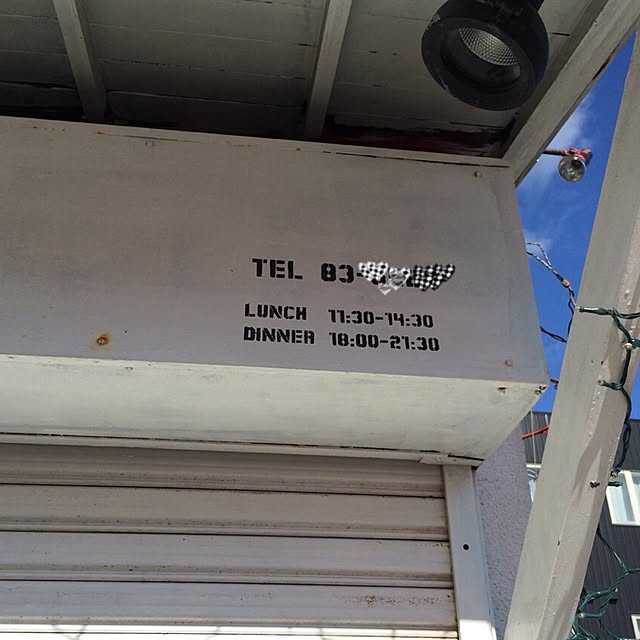 TEL 03-
LUNCH 11:30-14:30
DINNER 18:00-21:30